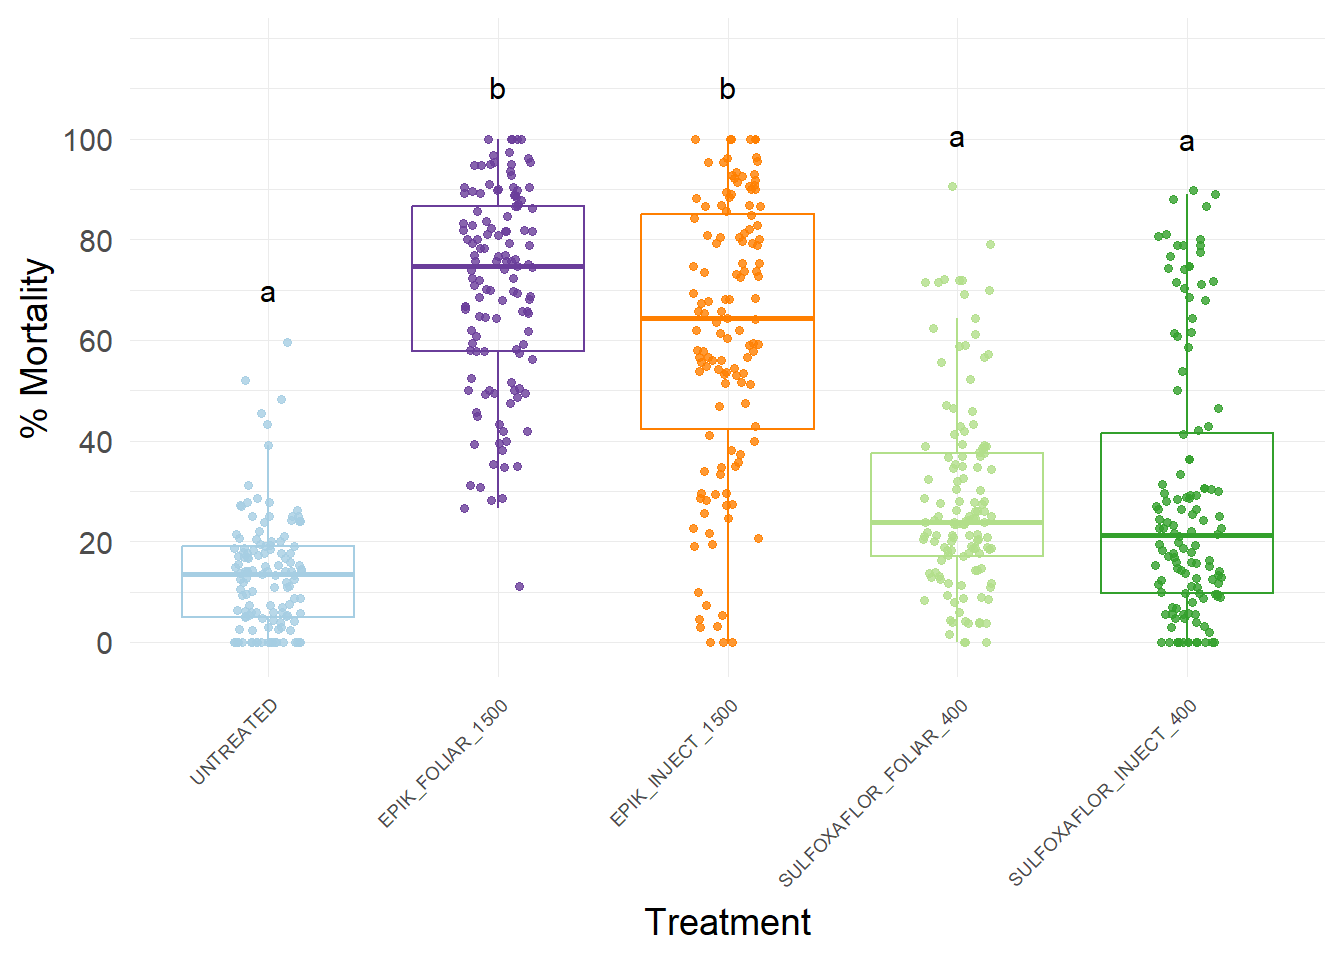 b
b
a
a
a
100
80
60
40
20
0
% Mortality
UNTREATED
EPIK_FOLIAR_1500
EPIK_INJECT_1500
SULFOXAFLOR_FOLIAR_400
SULFOXAFLOR_INJECT_400
Treatment